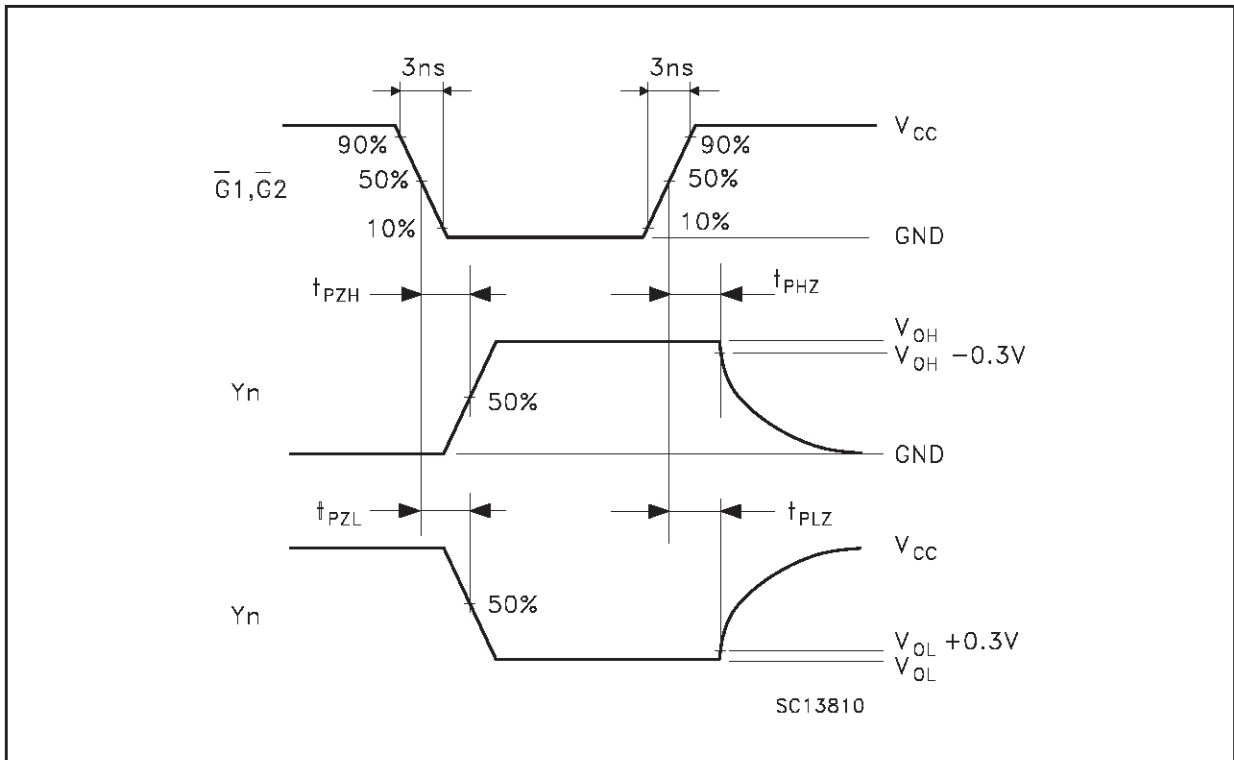 3ns 3ns
V_CC
90% 90%
G̅1,G̅2 50% 50%
10% 10%
GND
t_PZH t_PHZ
V_OH
V_OH −0.3V
Yn 50%
GND
t_PZL t_PLZ
V_CC
Yn 50%
V_OL +0.3V
V_OL
SC13810